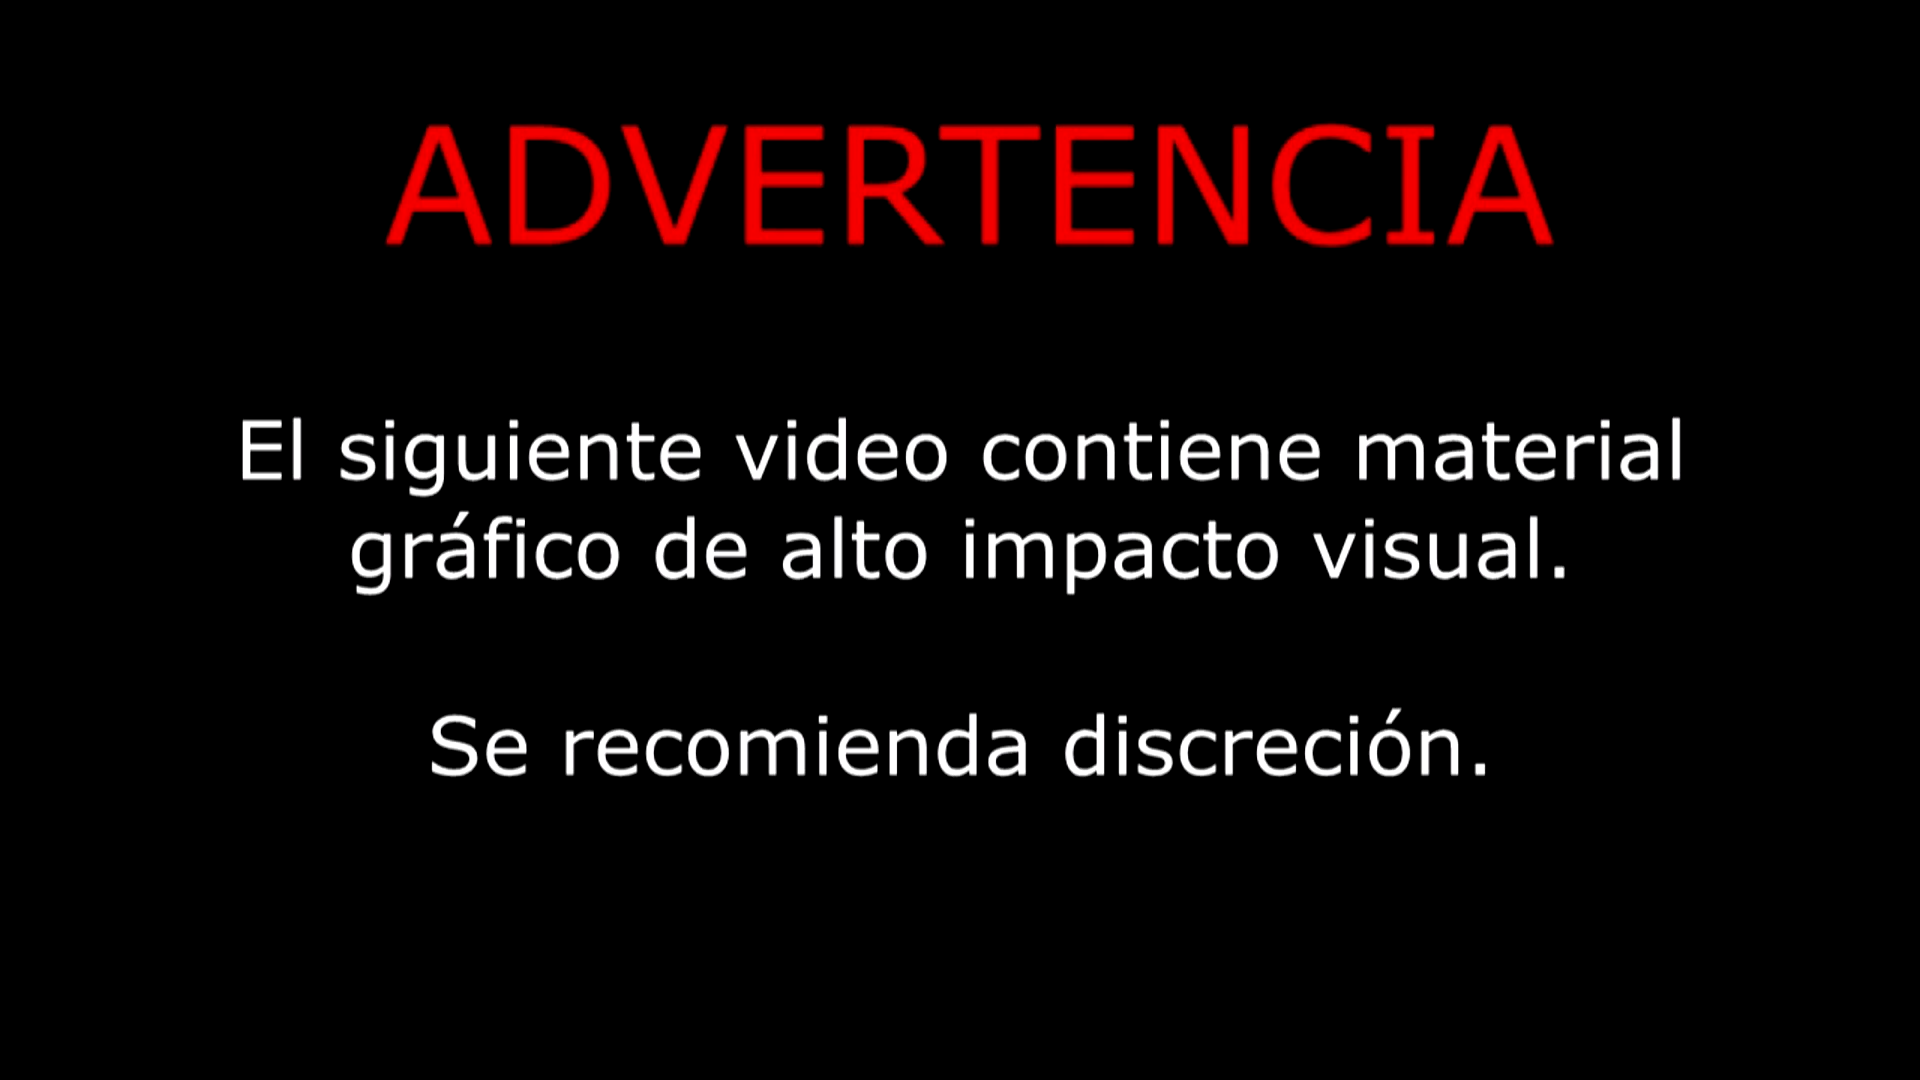 ADVERTENCIA
El siguiente video contiene material
gráfico de alto impacto visual.
Se recomienda discreción.